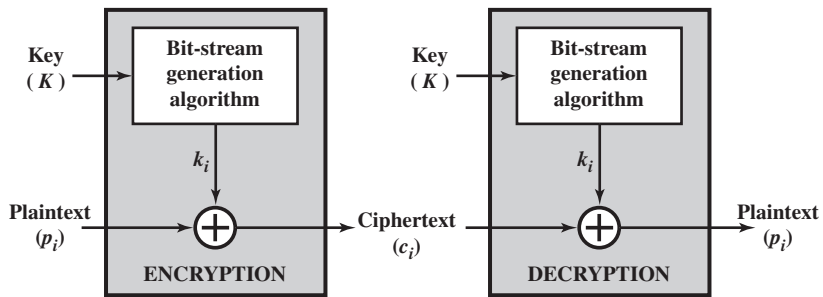 Key
( K )
Bit-stream
generation
algorithm
k_i
Plaintext
(p_i)
ENCRYPTION
Ciphertext
(c_i)
Key
( K )
Bit-stream
generation
algorithm
k_i
DECRYPTION
Plaintext
(p_i)